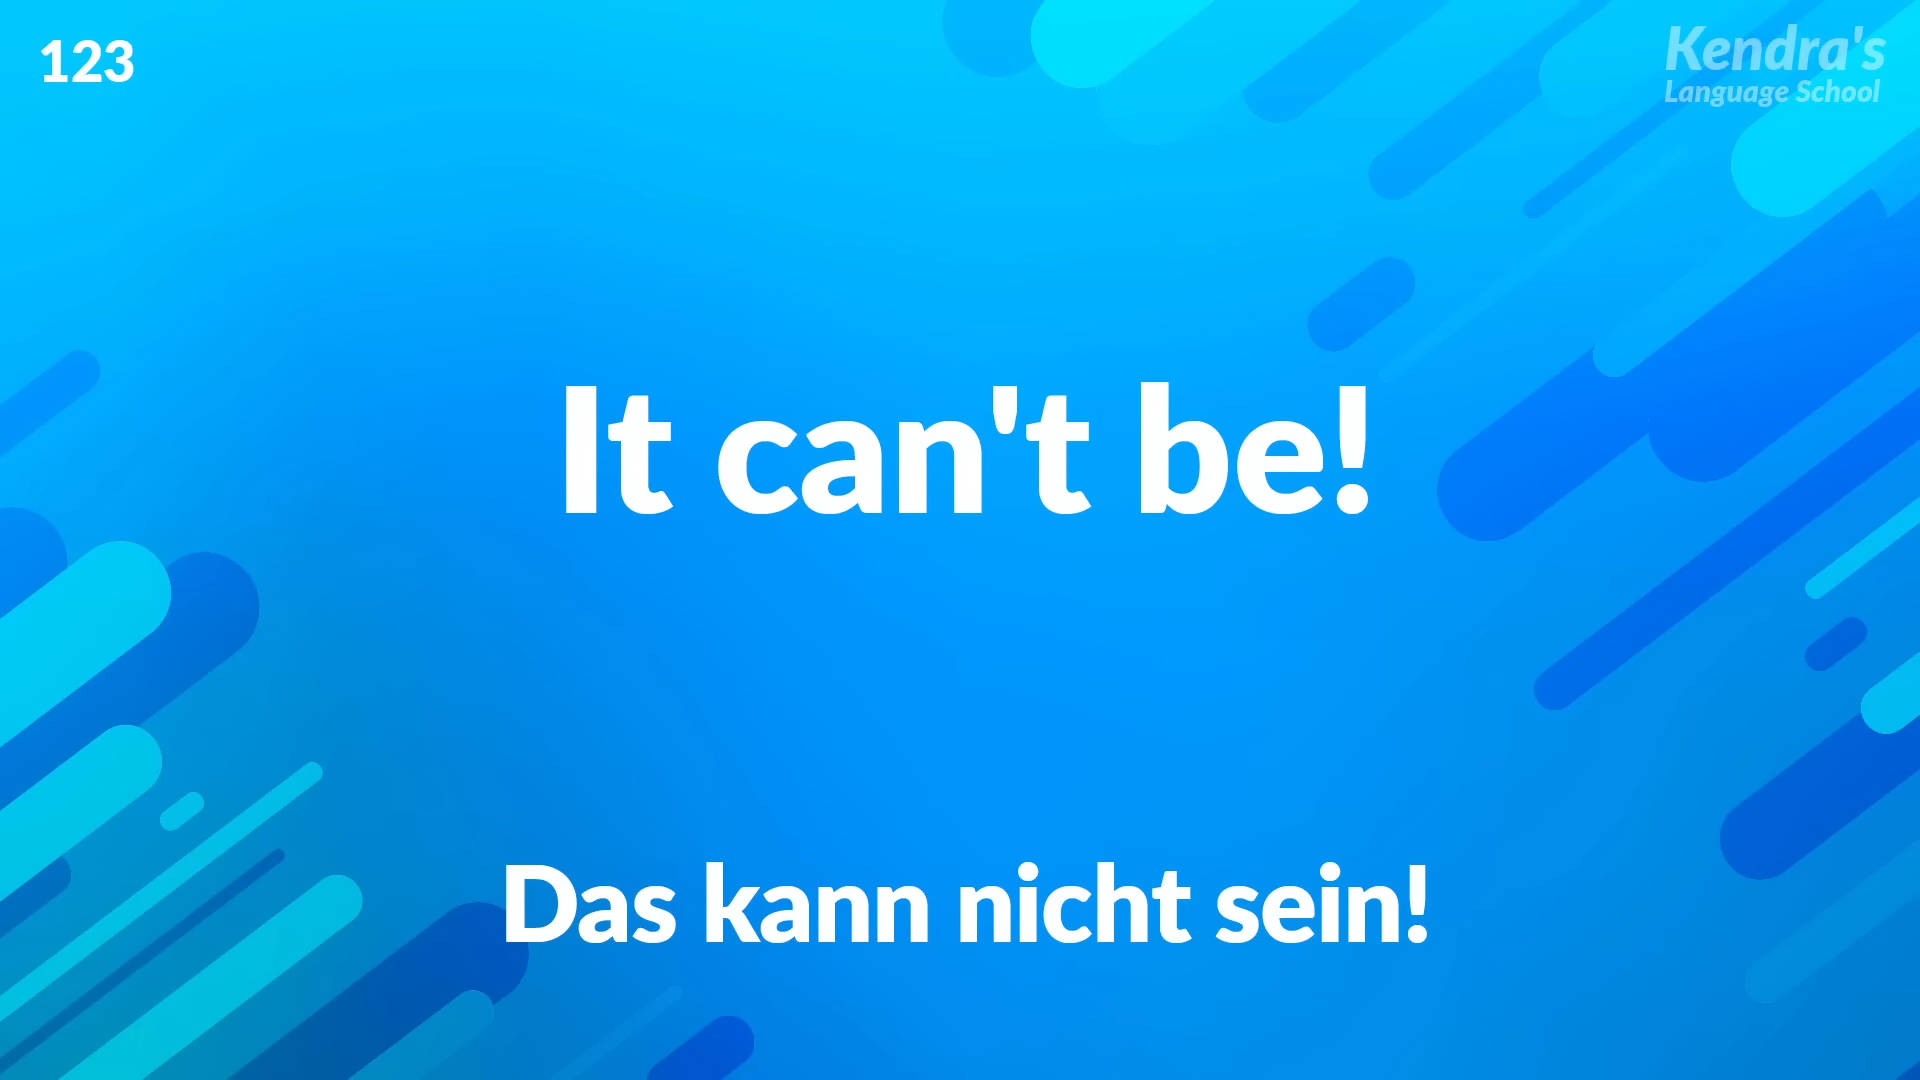 123
Kendra's
Language School
It can't be!
Das kann nicht sein!